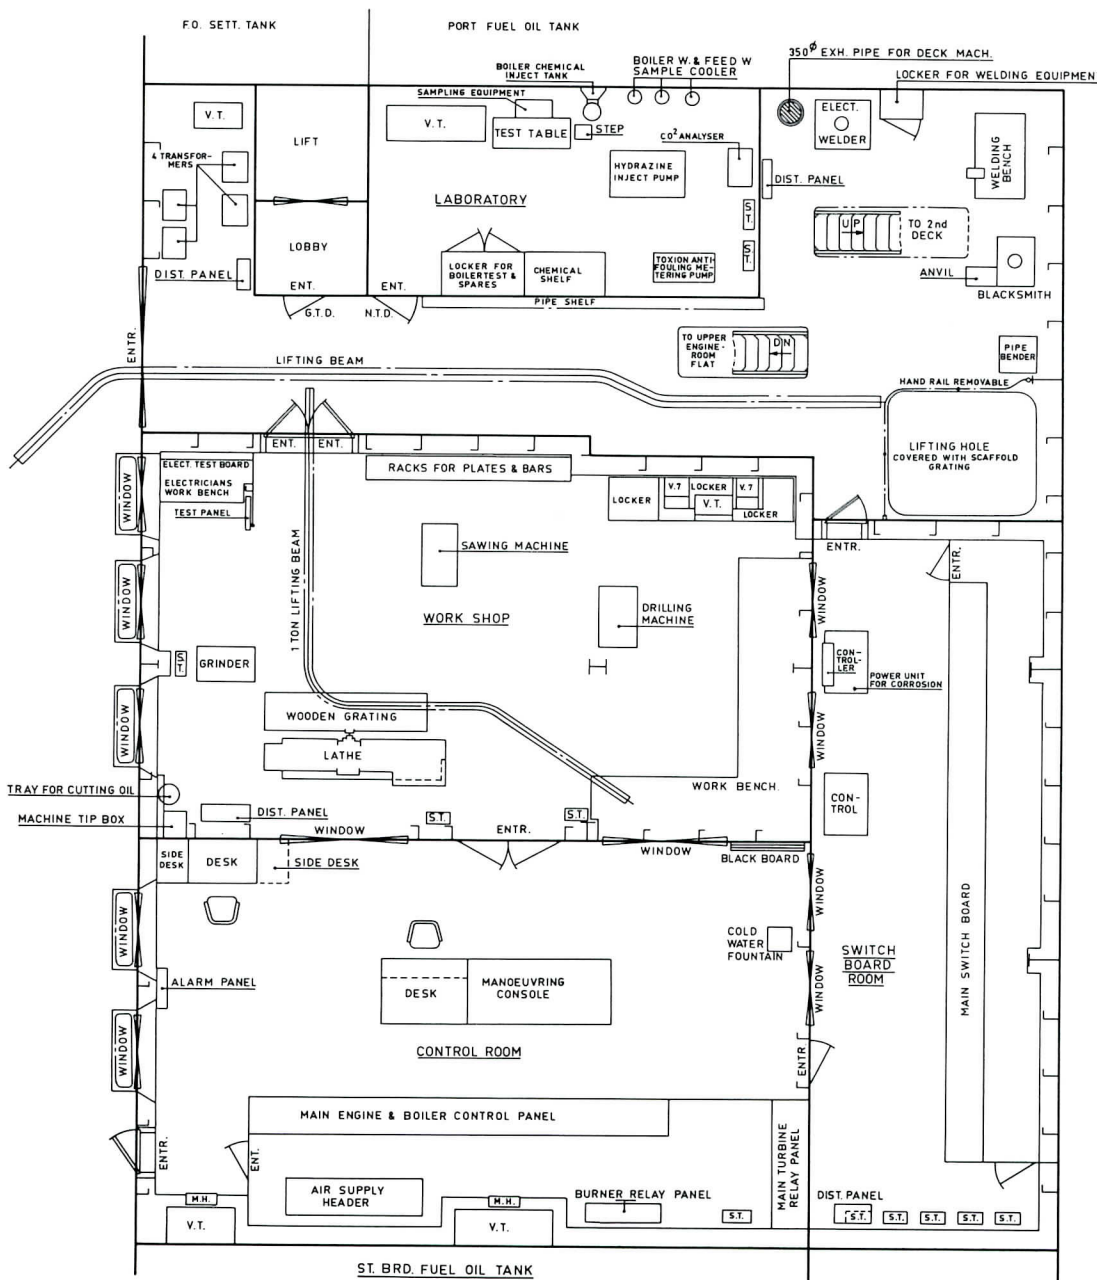 F.O. SETT. TANK
PORT FUEL OIL TANK
350ø EXH. PIPE FOR DECK MACH.
BOILER CHEMICAL
INJECT TANK
BOILER W. & FEED W
SAMPLE COOLER
LOCKER FOR WELDING EQUIPMEN
SAMPLING EQUIPMENT
V.T.
V.T.
TEST TABLE
STEP
ELECT.
WELDER
LIFT
CO² ANALYSER
4 TRANSFOR-
MERS
HYDRAZINE
INJECT PUMP
DIST. PANEL
WELDING
BENCH
LABORATORY
S.T.
UP
TO 2nd
DECK
LOBBY
S.T.
DIST. PANEL
LOCKER FOR
BOILERTEST &
SPARES
CHEMICAL
SHELF
TOXION ANTI-
FOULING ME-
TERING PUMP
ANVIL
BLACKSMITH
ENT.
ENT.
PIPE SHELF
G.T.D.
N.T.D.
ENTR.
TO UPPER
ENGINE-
ROOM
FLAT
DN
PIPE
BENDER
LIFTING BEAM
HAND RAIL REMOVABLE
LIFTING HOLE
COVERED WITH SCAFFOLD
GRATING
ENT.
ENT.
ELECT. TEST BOARD
RACKS FOR PLATES & BARS
WINDOW
ELECTRICIANS
WORK BENCH
TEST PANEL
LOCKER
V.7
LOCKER
V.7
V.T.
LOCKER
ENTR.
ENTR.
SAWING MACHINE
1 TON LIFTING BEAM
WINDOW
WINDOW
WORK SHOP
DRILLING
MACHINE
S.T.
GRINDER
CON-
TROL-
LER
POWER UNIT
FOR CORROSION
WINDOW
WOODEN GRATING
WINDOW
LATHE
TRAY FOR CUTTING OIL
WORK BENCH.
CON-
TROL
MACHINE TIP BOX
DIST. PANEL
S.T.
S.T.
WINDOW
ENTR.
WINDOW
BLACK BOARD
SIDE
DESK
DESK
SIDE DESK
WINDOW
MAIN SWITCH BOARD
WINDOW
COLD
WATER
FOUNTAIN
SWITCH
BOARD
ROOM
ALARM PANEL
DESK
MANOEUVRING
CONSOLE
WINDOW
WINDOW
CONTROL ROOM
ENTR.
MAIN ENGINE & BOILER CONTROL PANEL
ENTR.
ENT.
MAIN TURBINE
RELAY PANEL
AIR SUPPLY
HEADER
BURNER RELAY PANEL
DIST. PANEL
M.H.
M.H.
S.T.
S.T.
S.T.
S.T.
S.T.
S.T.
V.T.
V.T.
ST. BRD. FUEL OIL TANK